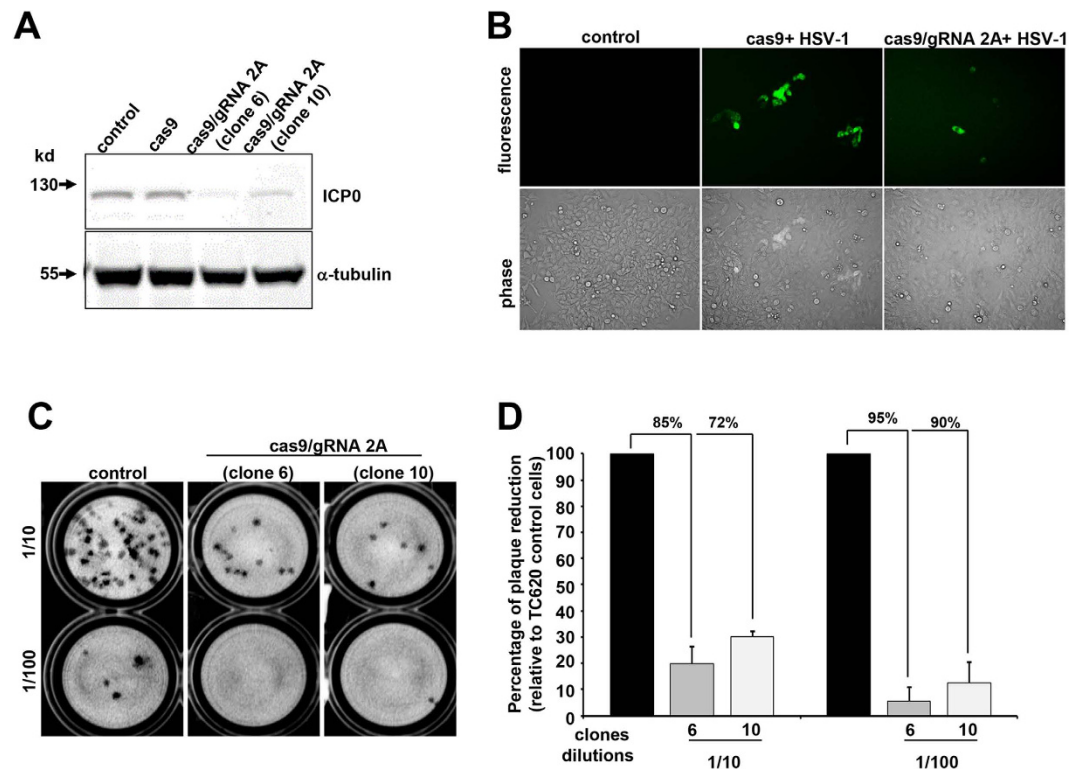 A
control
cas9
cas9/gRNA 2A
(clone 6)
cas9/gRNA 2A
(clone 10)
kd
130
ICP0
55
α-tubulin
B
control
cas9+ HSV-1
cas9/gRNA 2A+ HSV-1
fluorescence
phase
C
cas9/gRNA 2A
control
(clone 6)
(clone 10)
1/10
1/100
D
85%
72%
95%
90%
Percentage of plaque reduction
(relative to TC620 control cells)
100
90
80
70
60
50
40
30
20
10
0
clones
6
10
6
10
dilutions
1/10
1/100